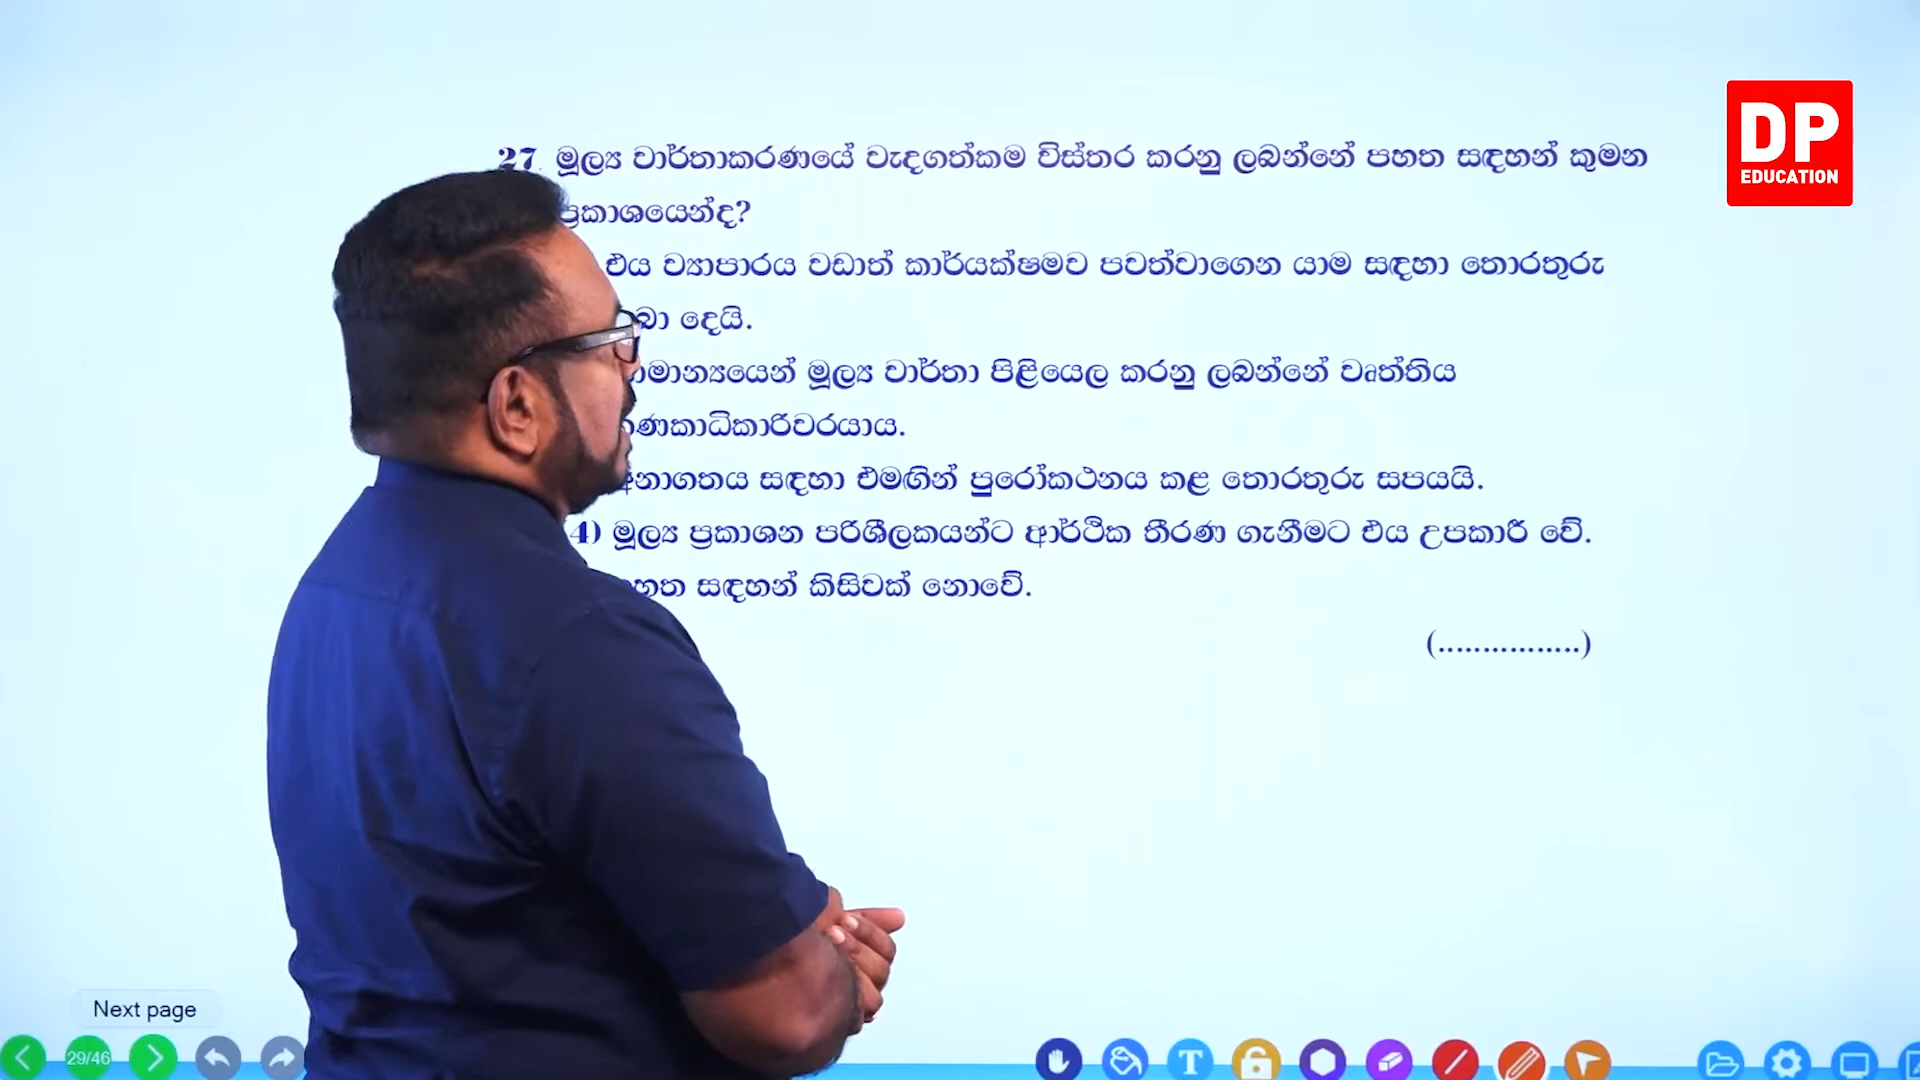 27. මූල්‍ය වාර්තාකරණයේ වැදගත්කම විස්තර කරනු ලබන්නේ පහත සඳහන් කුමන
ප්‍රකාශයෙන්ද?
එය ව්‍යාපාරය වඩාත් කාර්යක්ෂමව පවත්වාගෙන යාම සඳහා තොරතුරු
දෙයි.
මූල්‍ය වාර්තා පිළියෙල කරනු ලබන්නේ වෘත්තිය
අනාගතය සඳහා එමඟින් පුරෝකථනය කළ තොරතුරු සපයයි.
4) මූල්‍ය ප්‍රකාශන පරිශීලකයන්ට ආර්ථික තීරණ ගැනීමට එය උපකාරී වේ.
සඳහන් කිසිවක් නොවේ.
(................)
DP
EDUCATION
Next page
29/46
T